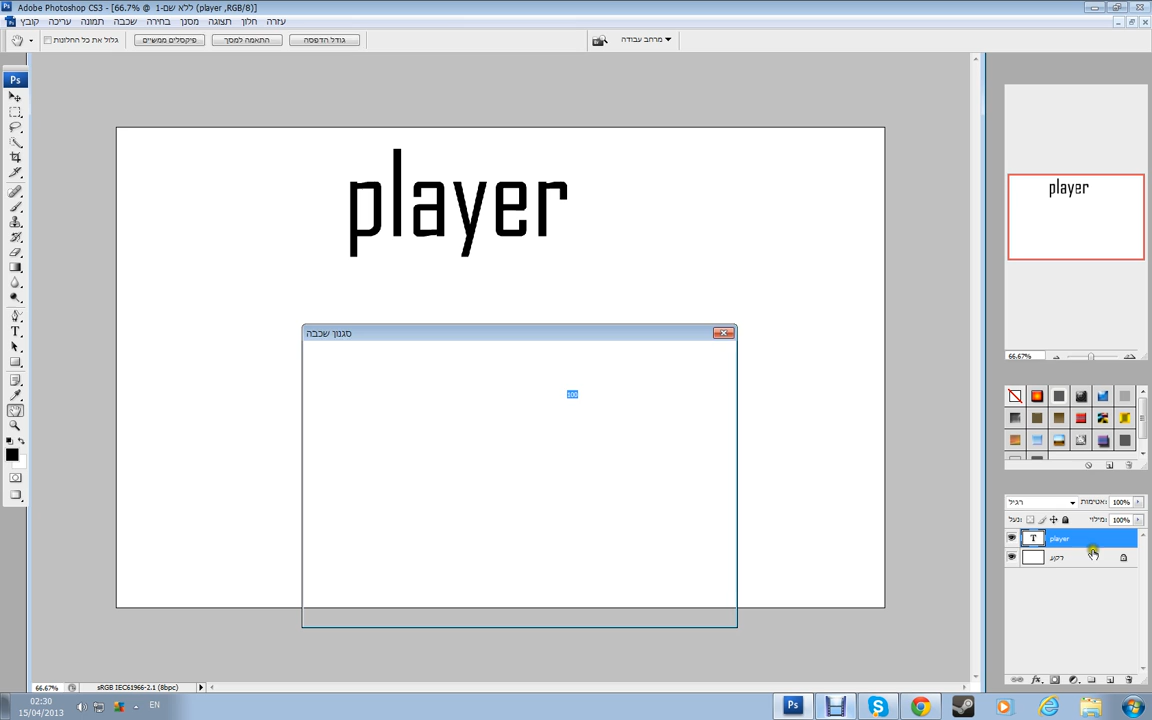 Adobe Photoshop CS3 - [66.7% @ ללא שם-1 (player ,RGB/8)]
קובץ עריכה תמונה שכבה בחירה מסנן תצוגה חלון עזרה
גלול את כל החלונות פיקסלים ממשיים התאמה למסך גודל הדפסה מרחב עבודה
Ps
player
player
סגנון שכבה
100
T
66.67%
רגיל אטימות: 100%
נעל: מילוי: 100%
T player
רקע
66.67% sRGB IEC61966-2.1 (8bpc)
02:30
15/04/2013
EN
Ps